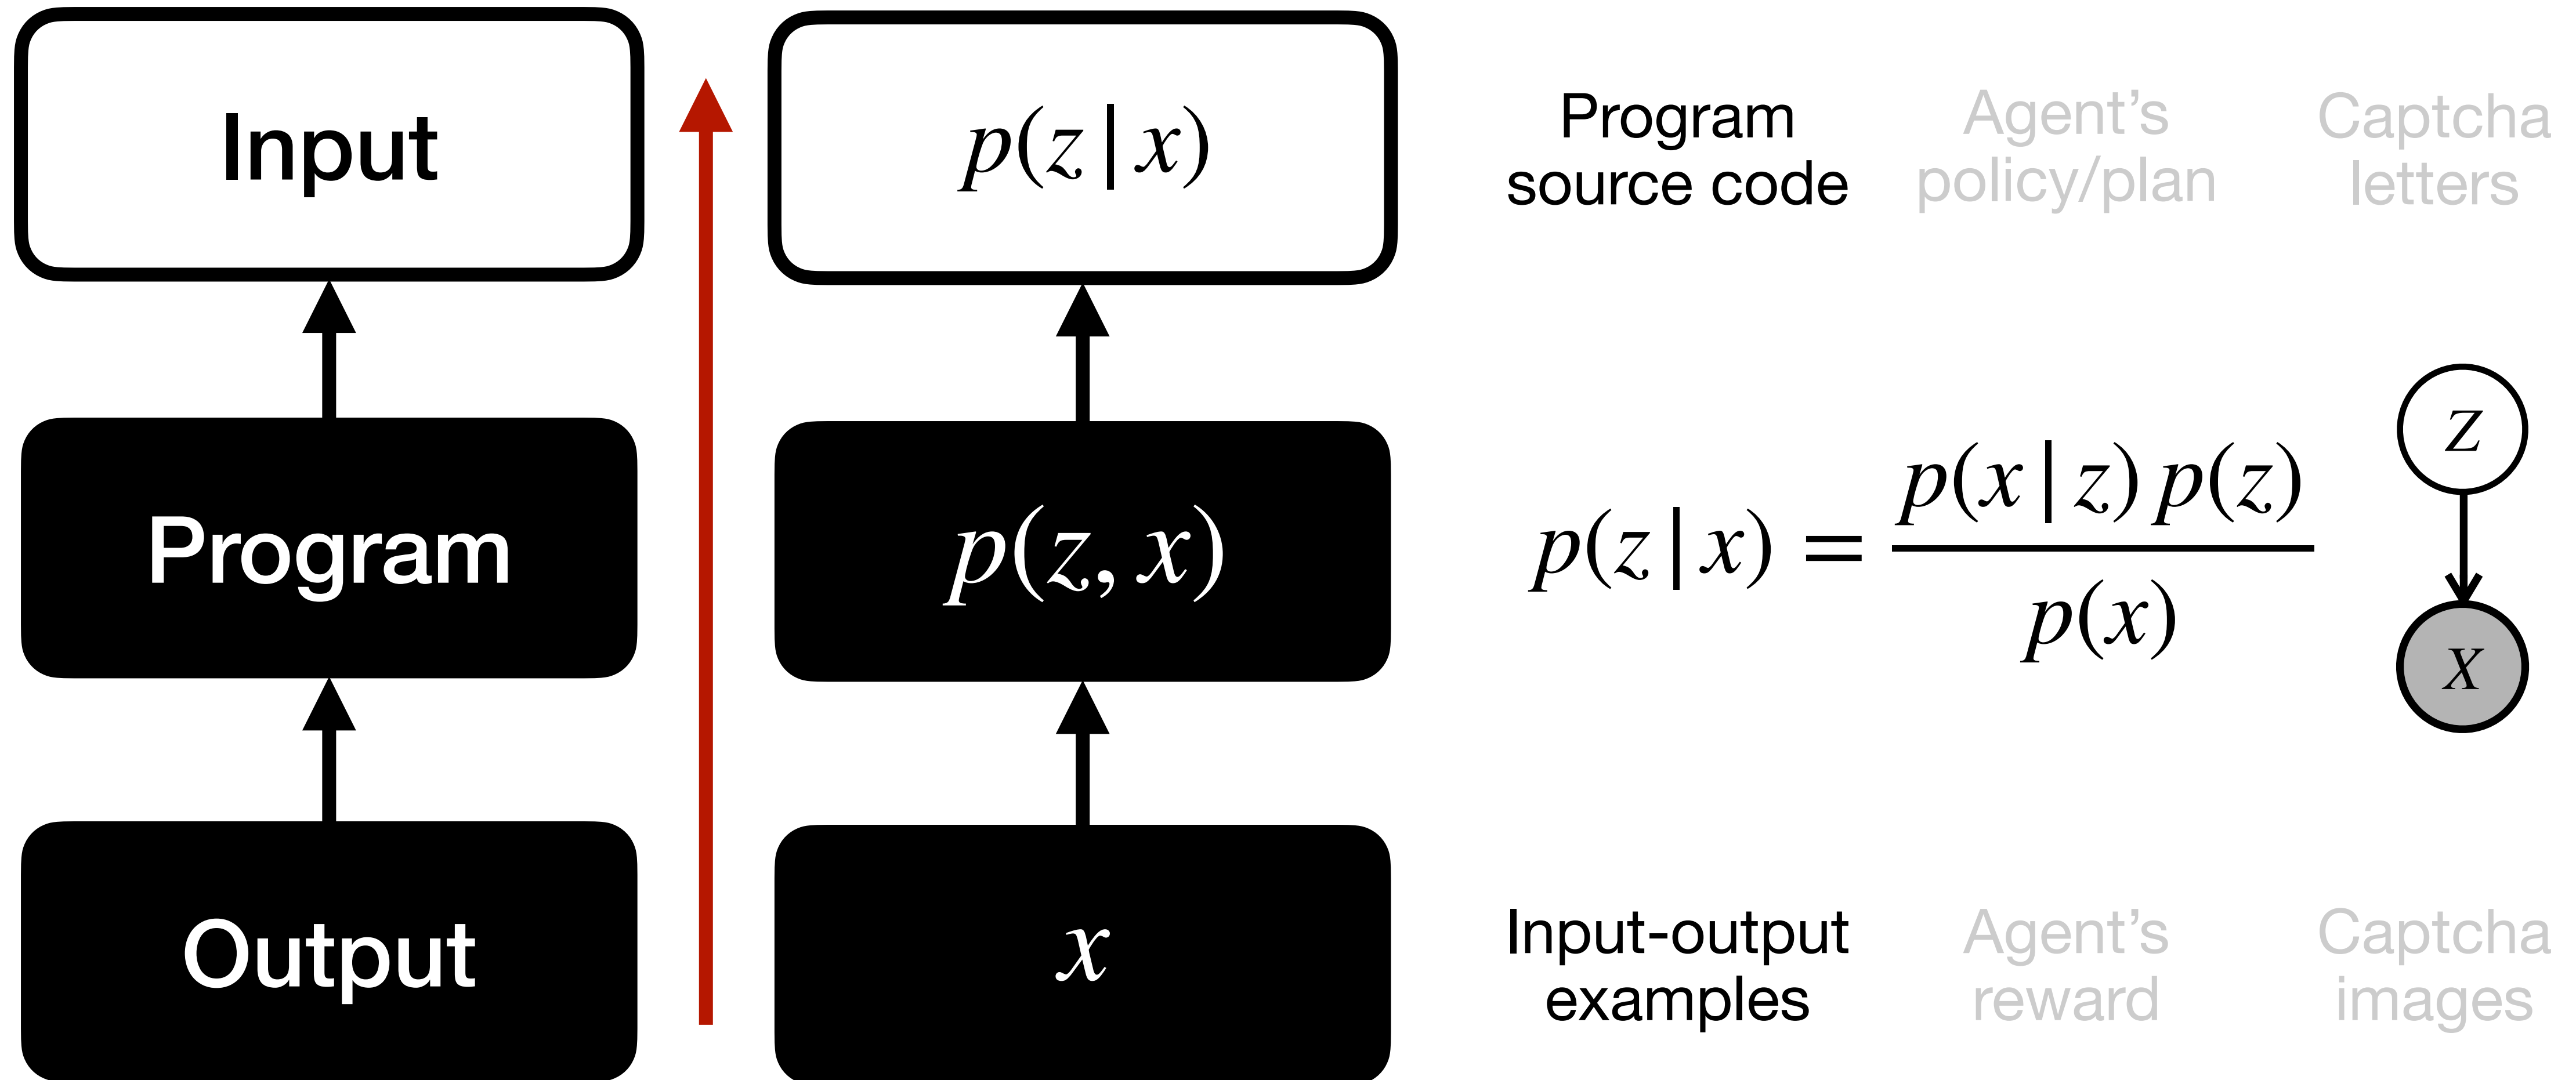 Input
p(z | x)
Program
source code
Agent's
policy/plan
Captcha
letters
Program
p(z, x)
p(z | x) = p(x | z) p(z) / p(x)
z
x
Output
x
Input-output
examples
Agent's
reward
Captcha
images